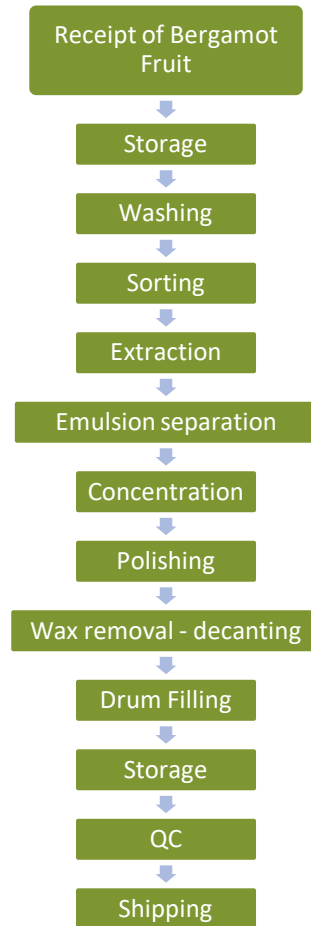 Receipt of Bergamot
Fruit
Storage
Washing
Sorting
Extraction
Emulsion separation
Concentration
Polishing
Wax removal - decanting
Drum Filling
Storage
QC
Shipping